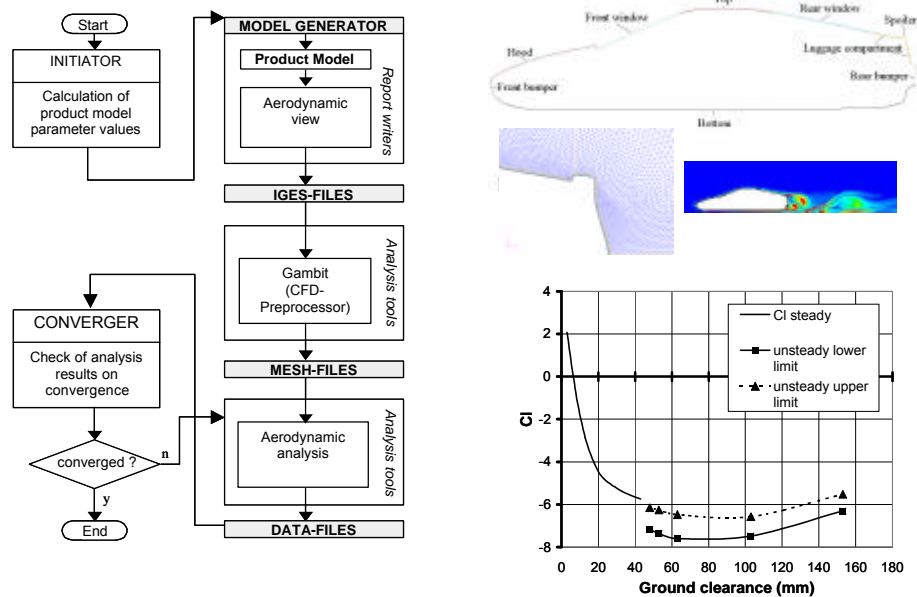 Start
INITIATOR
Calculation of
product model
parameter values
MODEL GENERATOR
Product Model
Aerodynamic
view
Report writers
IGES-FILES
Gambit
(CFD-
Preprocessor)
Analysis tools
MESH-FILES
Aerodynamic
analysis
Analysis tools
DATA-FILES
CONVERGER
Check of analysis
results on
convergence
converged ?
n
y
End
Top
Front window
Rear window
Spoiler
Hood
Luggage compartment
Front bumper
Rear bumper
Bottom
4
2
0
-2
-4
-6
-8
Cl
Cl steady
unsteady lower
limit
unsteady upper
limit
0 20 40 60 80 100 120 140 160 180
Ground clearance (mm)